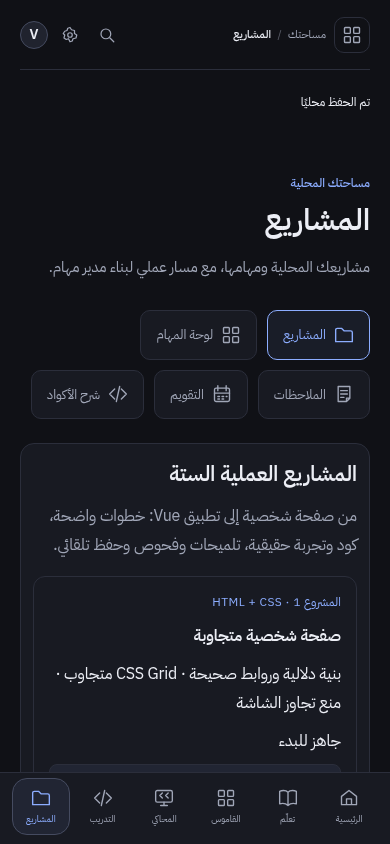 مساحتك / المشاريع
V
تم الحفظ محليًا
مساحتك المحلية
المشاريع
مشاريعك المحلية ومهامها، مع مسار عملي لبناء مدير مهام.
المشاريع
لوحة المهام
الملاحظات
التقويم
شرح الأكواد
المشاريع العملية الستة
من صفحة شخصية إلى تطبيق Vue: خطوات واضحة،
كود وتجربة حقيقية، تلميحات وفحوص وحفظ تلقائي.
المشروع 1 · HTML + CSS
صفحة شخصية متجاوبة
بنية دلالية وروابط صحيحة · CSS Grid متجاوب ·
منع تجاوز الشاشة
جاهز للبدء
الرئيسية
تعلّم
القاموس
المحاكي
التدريب
المشاريع